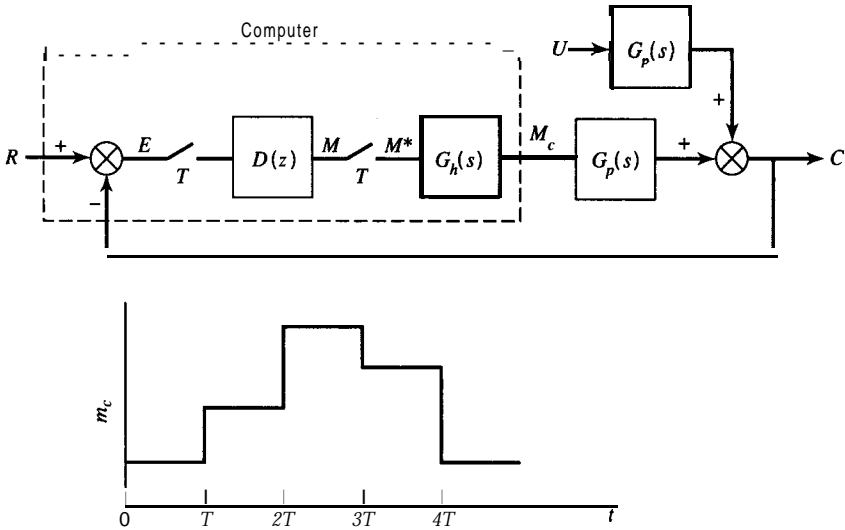 Computer
U
G_p(s)
+
R
+
E
T
D(z)
M
T
M*
G_h(s)
M_c
G_p(s)
+
C
−
m_c
0 T 2T 3T 4T t